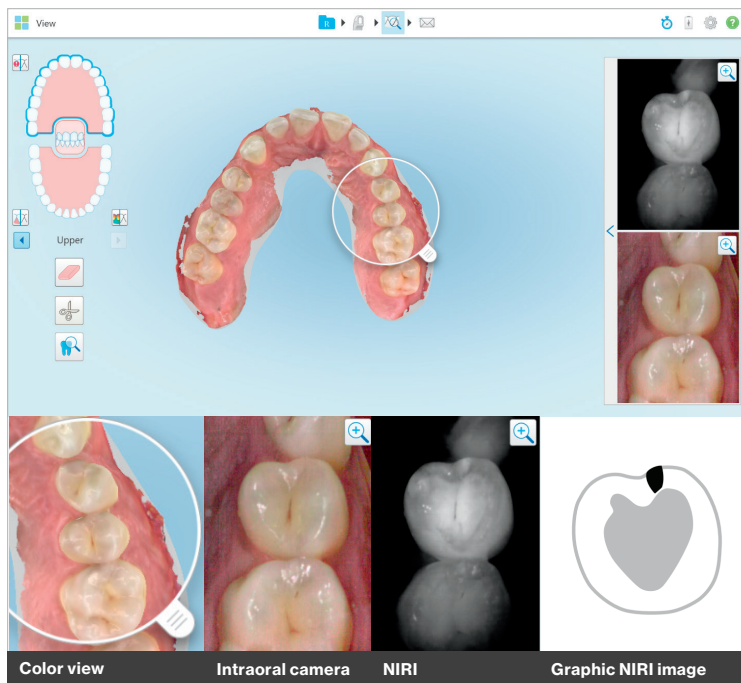 View
R
?
Upper
Color view
Intraoral camera
NIRI
Graphic NIRI image